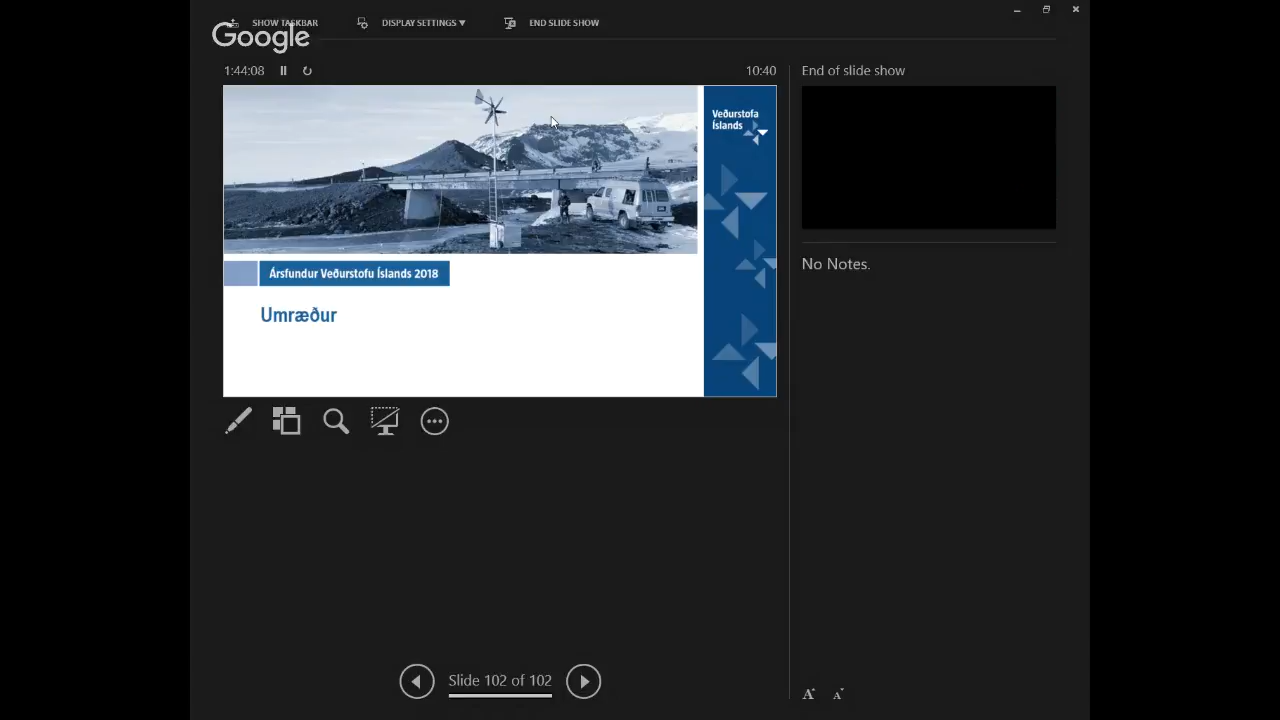 SHOW TASKBAR
DISPLAY SETTINGS ▼
END SLIDE SHOW
Google
1:44:08
10:40
End of slide show
Veðurstofa
Íslands
Ársfundur Veðurstofu Íslands 2018
Umræður
No Notes.
Slide 102 of 102
A
A